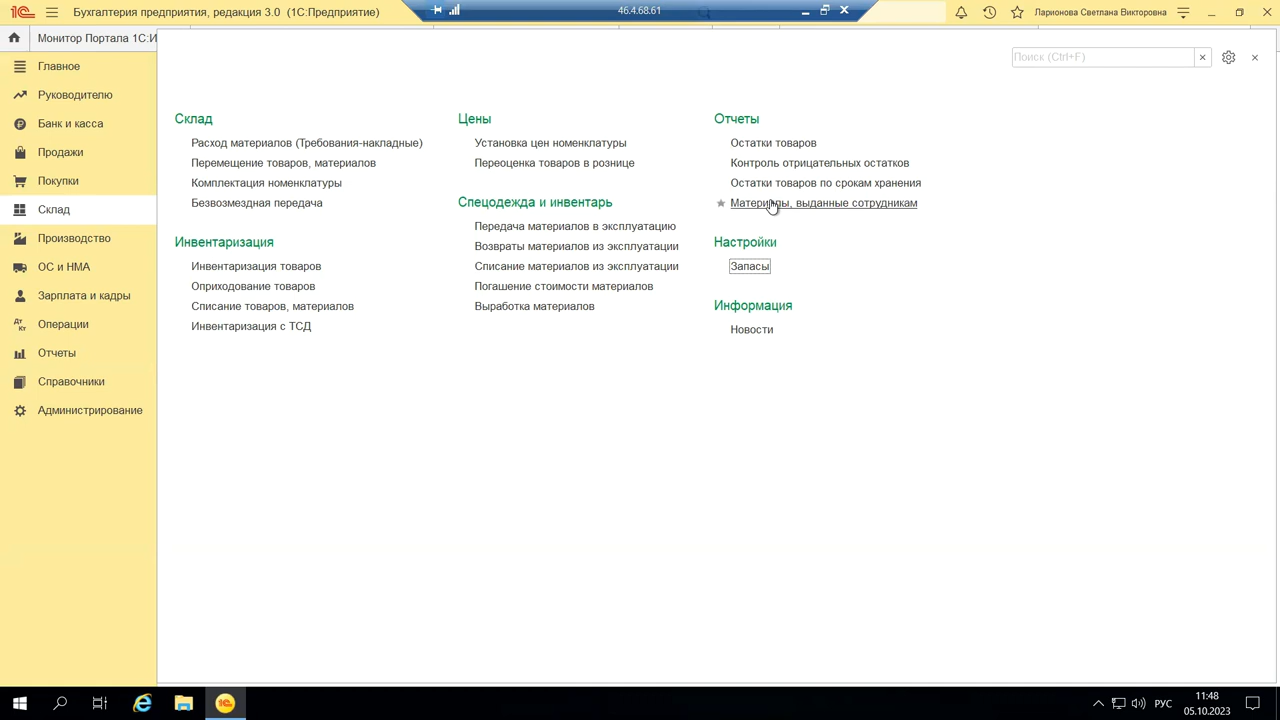 Бухгалтерия предприятия, редакция 3.0 (1С:Предприятие)
46.4.68.61
Ларионова Светлана Викторовна
Монитор Портала 1С:И
Поиск (Ctrl+F)
Главное
Руководителю
Банк и касса
Продажи
Покупки
Склад
Производство
ОС и НМА
Зарплата и кадры
Операции
Отчеты
Справочники
Администрирование
Склад
Расход материалов (Требования-накладные)
Перемещение товаров, материалов
Комплектация номенклатуры
Безвозмездная передача
Инвентаризация
Инвентаризация товаров
Оприходование товаров
Списание товаров, материалов
Инвентаризация с ТСД
Цены
Установка цен номенклатуры
Переоценка товаров в рознице
Спецодежда и инвентарь
Передача материалов в эксплуатацию
Возвраты материалов из эксплуатации
Списание материалов из эксплуатации
Погашение стоимости материалов
Выработка материалов
Отчеты
Остатки товаров
Контроль отрицательных остатков
Остатки товаров по срокам хранения
Материалы, выданные сотрудникам
Настройки
Запасы
Информация
Новости
РУС
11:48
05.10.2023